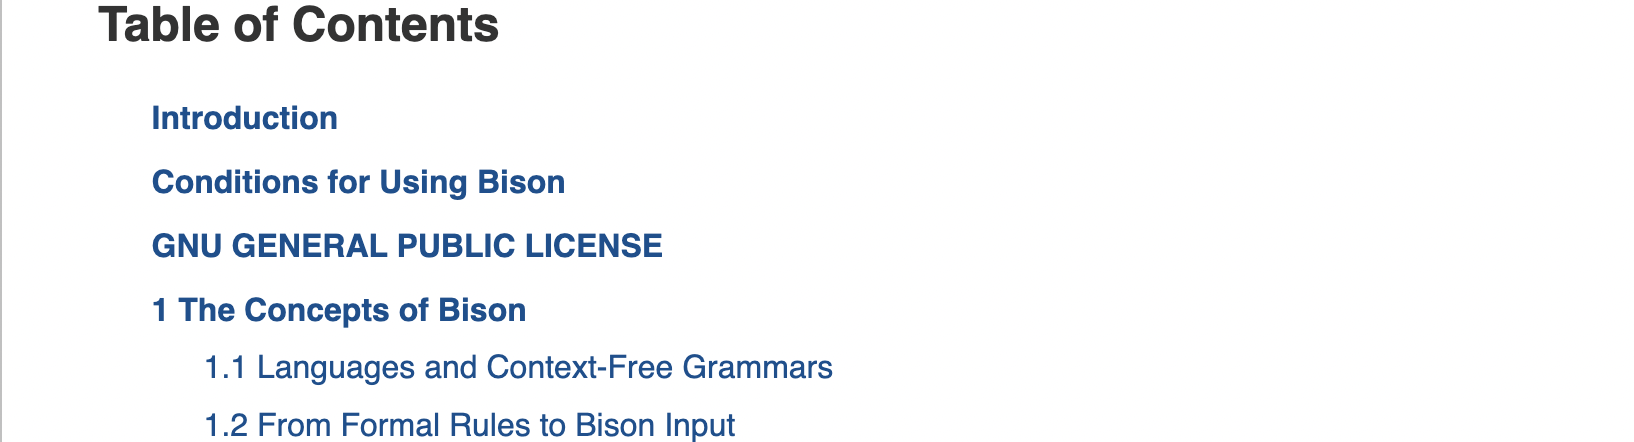 Table of Contents
Introduction
Conditions for Using Bison
GNU GENERAL PUBLIC LICENSE
1 The Concepts of Bison
1.1 Languages and Context-Free Grammars
1.2 From Formal Rules to Bison Input